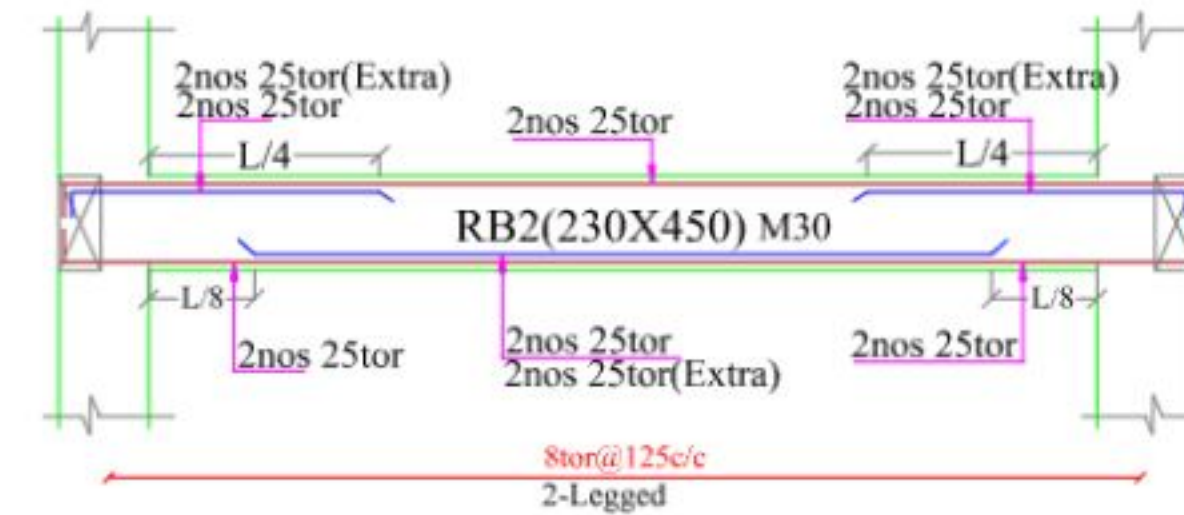 2nos 25tor(Extra)
2nos 25tor
2nos 25tor
2nos 25tor(Extra)
2nos 25tor
L/4
L/4
RB2(230X450) M30
L/8
L/8
2nos 25tor
2nos 25tor
2nos 25tor(Extra)
2nos 25tor
8tor@125c/c
2-Legged